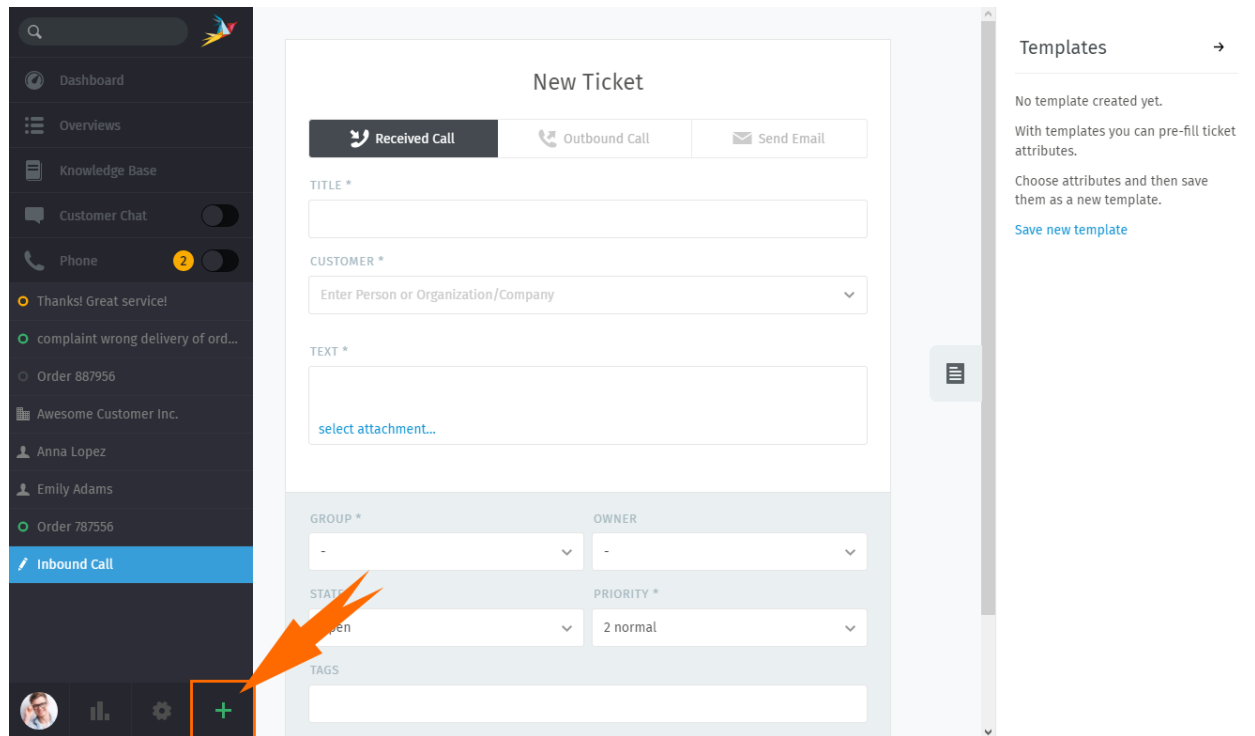 Dashboard
Overviews
Knowledge Base
Customer Chat
Phone 2
Thanks! Great service!
complaint wrong delivery of ord...
Order 887956
Awesome Customer Inc.
Anna Lopez
Emily Adams
Order 787556
Inbound Call
New Ticket
Received Call Outbound Call Send Email
TITLE *
CUSTOMER *
Enter Person or Organization/Company
TEXT *
select attachment...
GROUP * OWNER
- -
PRIORITY *
2 normal
TAGS
Templates
No template created yet.
With templates you can pre-fill ticket
attributes.
Choose attributes and then save
them as a new template.
Save new template